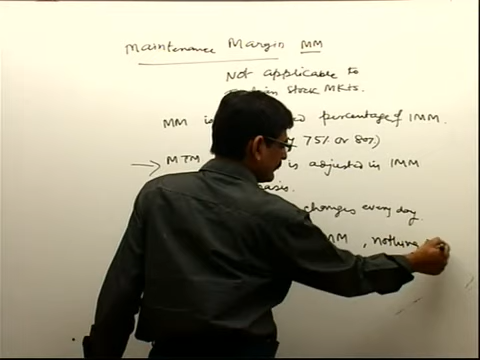 Maintenance Margin MM
Not applicable to
Stock MKts.
MM is percentage of IMM.
75% or 80%)
→ MTM is adjusted in IMM
basis.
changes every day.
MM, nothing